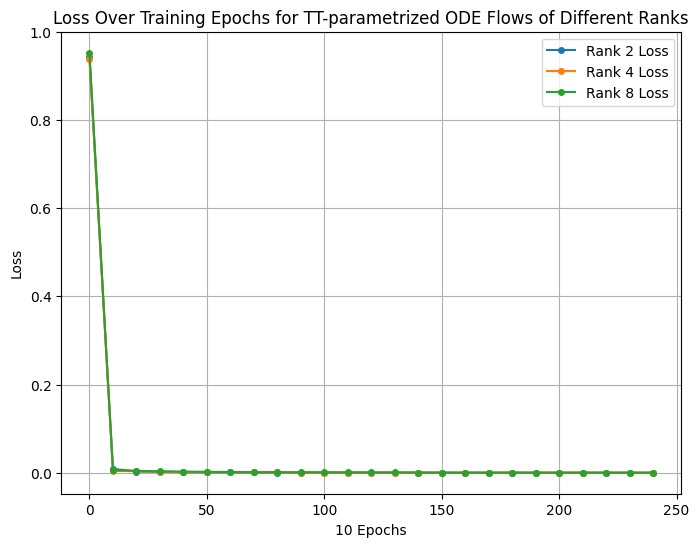 Loss Over Training Epochs for TT-parametrized ODE Flows of Different Ranks
1.0
0.8
0.6
0.4
0.2
0.0
Loss
Rank 2 Loss
Rank 4 Loss
Rank 8 Loss
0
50
100
150
200
250
10 Epochs